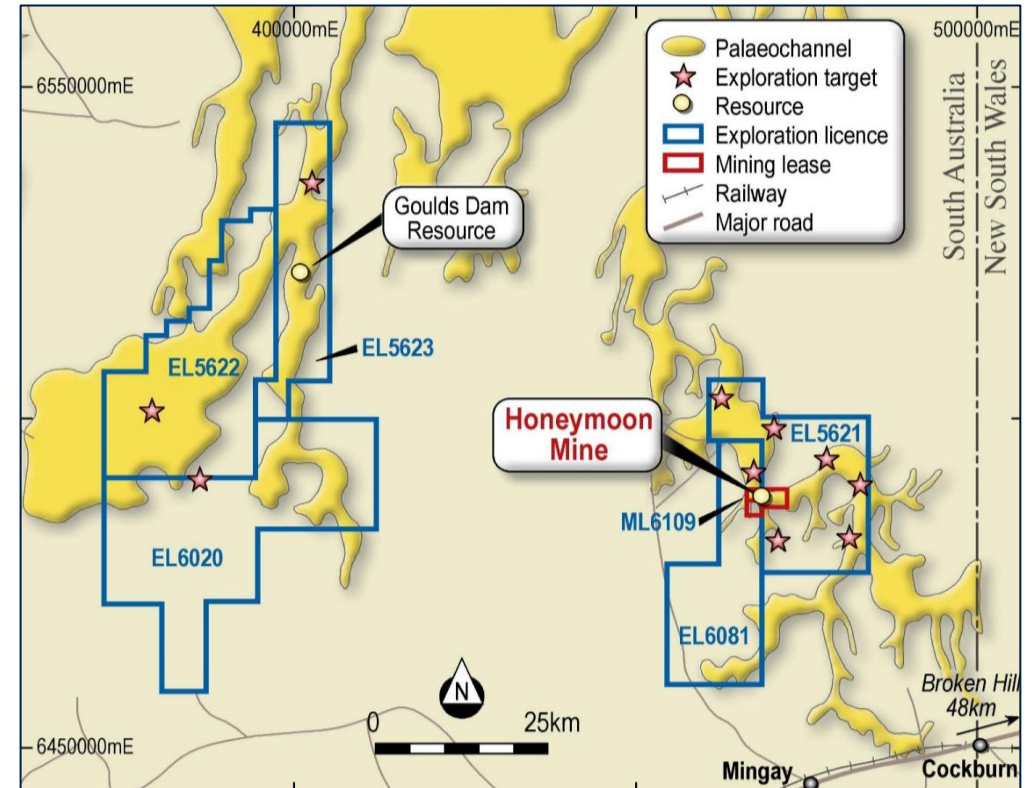 400000mE
500000mE
6550000mE
Palaeochannel
Exploration target
Resource
Exploration licence
Mining lease
Railway
Major road
South Australia
New South Wales
Goulds Dam
Resource
EL5623
EL5622
Honeymoon
Mine
EL5621
ML6109
EL6020
EL6081
N
0 25km
Broken Hill
48km
6450000mE
Mingay
Cockburn